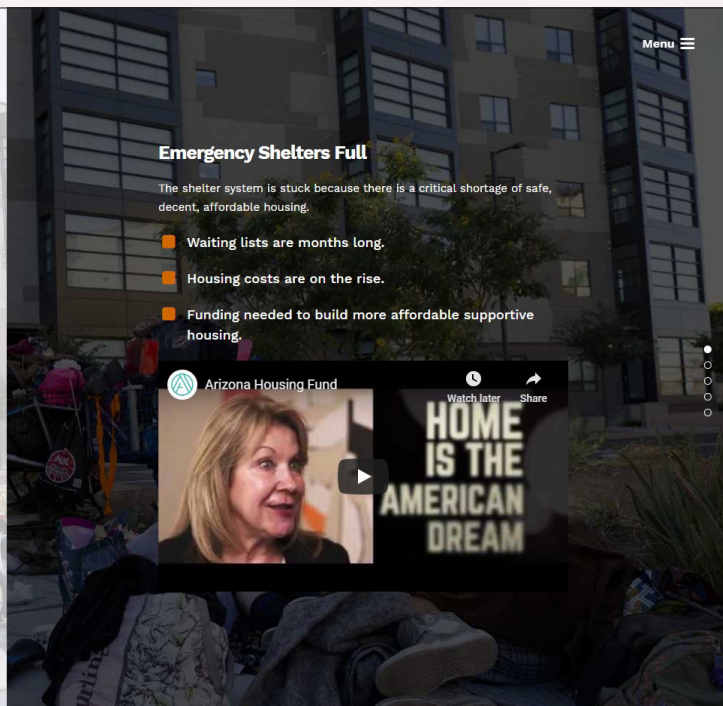 Menu
Emergency Shelters Full
The shelter system is stuck because there is a critical shortage of safe,
decent, affordable housing.
Waiting lists are months long.
Housing costs are on the rise.
Funding needed to build more affordable supportive
housing.
Arizona Housing Fund
Watch later
Share
HOME
IS THE
AMERICAN
DREAM